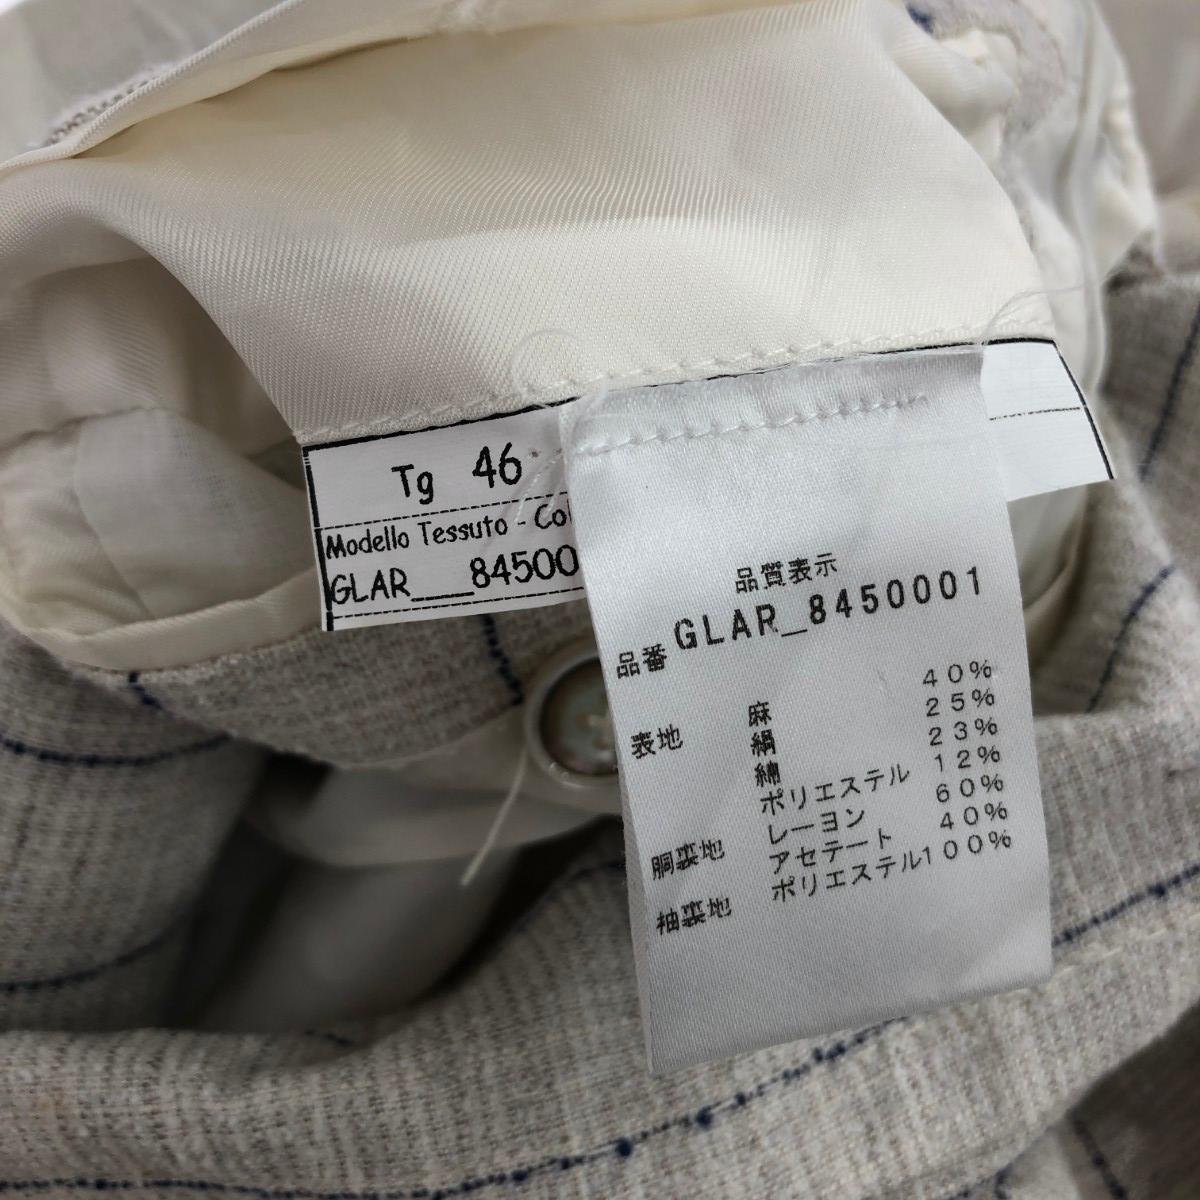 Tg 46
Modello Tessuto - Co
GLAR___84500
品質表示
品番 GLAR_8450001
表地 麻 40%
絹 25%
綿 23%
ポリエステル 12%
胴裏地 レーヨン 60%
アセテート 40%
袖裏地 ポリエステル100%